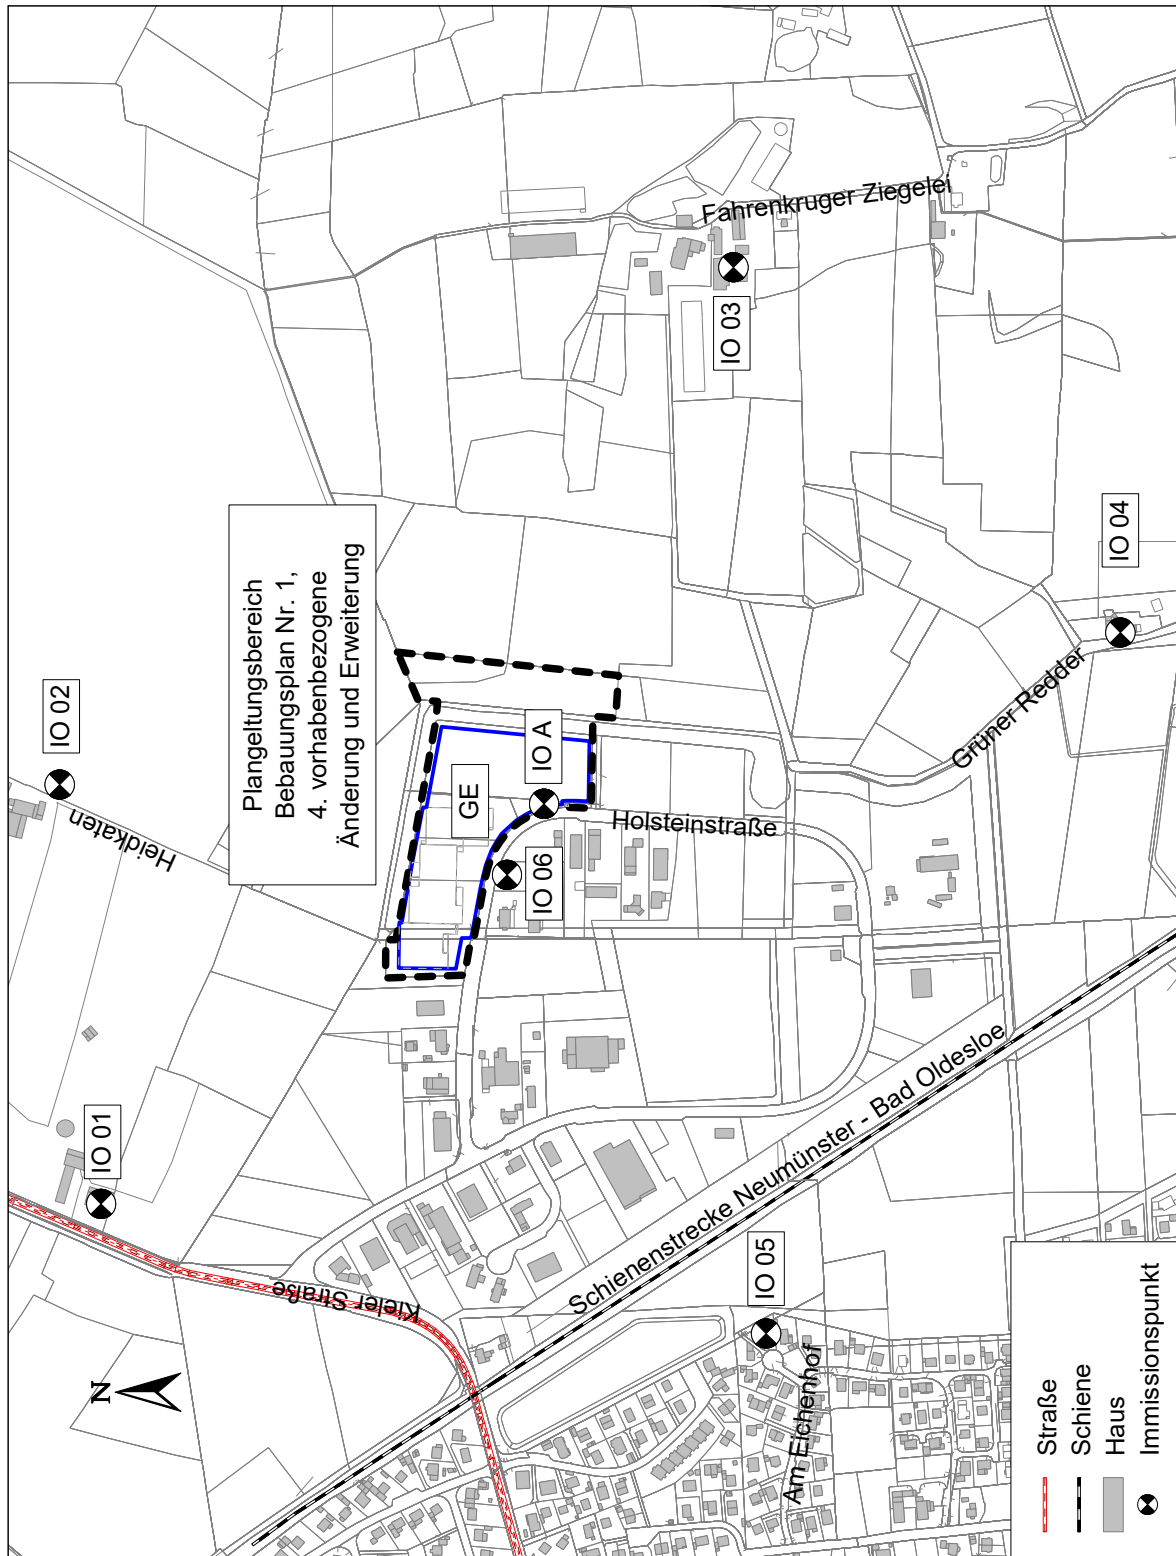 Plangeltungsbereich
Bebauungsplan Nr. 1,
4. vorhabenbezogene
Änderung und Erweiterung
IO 01
IO 02
Heidkaten
Kieler Straße
N
GE
IO A
IO 06
Holsteinstraße
IO 03
Fahrenkruger Ziegelei
IO 04
Grüner Redder
Schienenstrecke Neumünster - Bad Oldesloe
IO 05
Am Eichenhof
Straße
Schiene
Haus
Immissionspunkt